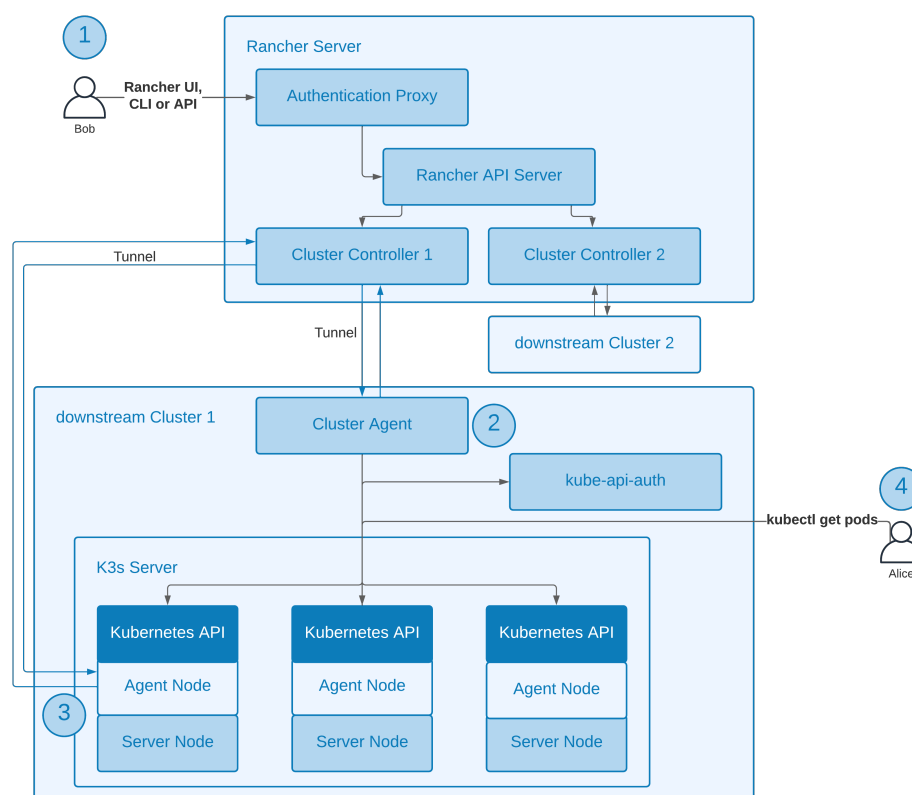 1
Rancher Server
Rancher UI,
CLI or API
Bob
Authentication Proxy
Rancher API Server
Cluster Controller 1
Cluster Controller 2
Tunnel
Tunnel
downstream Cluster 2
downstream Cluster 1
Cluster Agent
2
kube-api-auth
4
kubectl get pods
Alice
K3s Server
Kubernetes API
Kubernetes API
Kubernetes API
Agent Node
Agent Node
Agent Node
3
Server Node
Server Node
Server Node